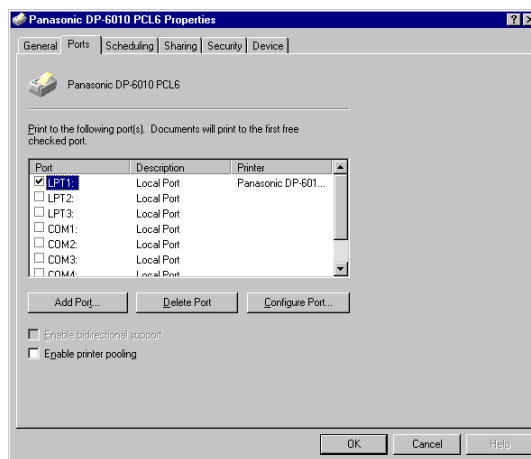 Panasonic DP-6010 PCL6 Properties
General Ports Scheduling Sharing Security Device
Panasonic DP-6010 PCL6
Print to the following port(s). Documents will print to the first free
checked port.
Port Description Printer
LPT1: Local Port Panasonic DP-601...
LPT2: Local Port
LPT3: Local Port
COM1: Local Port
COM2: Local Port
COM3: Local Port
COM4: Local Port
Add Port... Delete Port Configure Port...
Enable bidirectional support
Enable printer pooling
OK Cancel Help